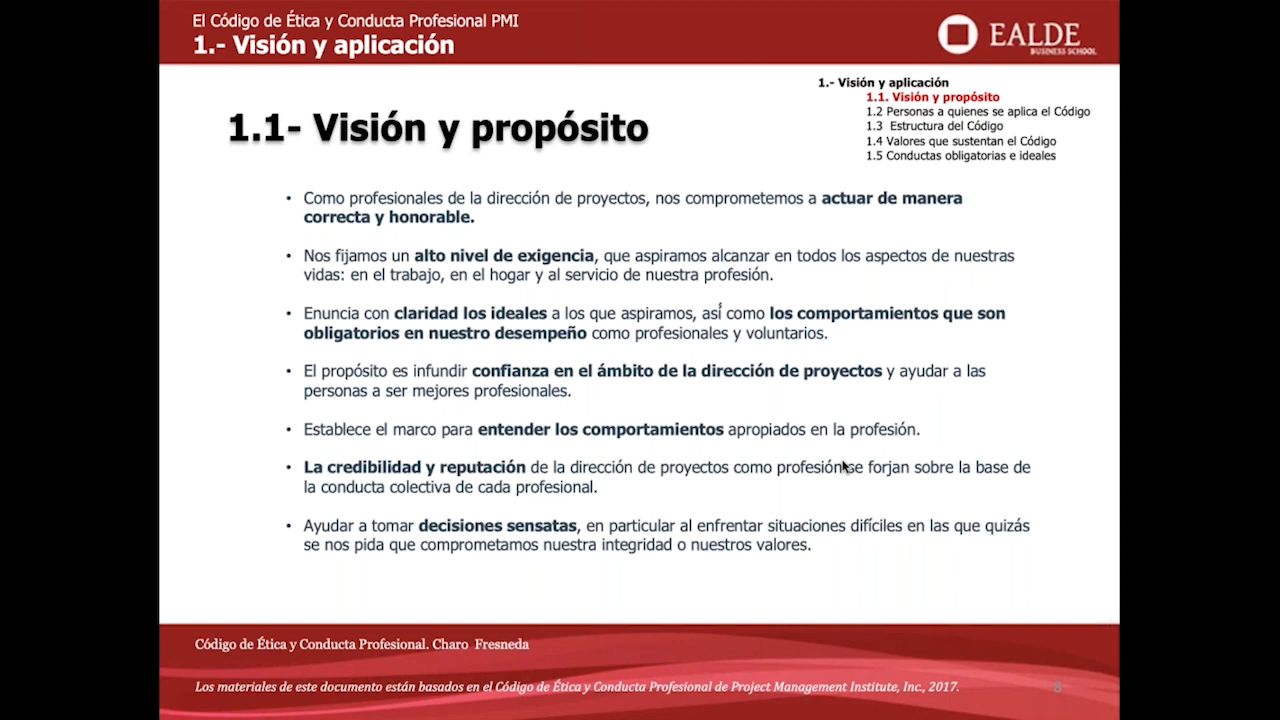 El Código de Ética y Conducta Profesional PMI
1.- Visión y aplicación
EALDE
BUSINESS SCHOOL
1.- Visión y aplicación
1.1. Visión y propósito
1.2 Personas a quienes se aplica el Código
1.3 Estructura del Código
1.4 Valores que sustentan el Código
1.5 Conductas obligatorias e ideales
1.1- Visión y propósito
• Como profesionales de la dirección de proyectos, nos comprometemos a actuar de manera
correcta y honorable.
• Nos fijamos un alto nivel de exigencia, que aspiramos alcanzar en todos los aspectos de nuestras
vidas: en el trabajo, en el hogar y al servicio de nuestra profesión.
• Enuncia con claridad los ideales a los que aspiramos, así como los comportamientos que son
obligatorios en nuestro desempeño como profesionales y voluntarios.
• El propósito es infundir confianza en el ámbito de la dirección de proyectos y ayudar a las
personas a ser mejores profesionales.
• Establece el marco para entender los comportamientos apropiados en la profesión.
• La credibilidad y reputación de la dirección de proyectos como profesión se forjan sobre la base de
la conducta colectiva de cada profesional.
• Ayudar a tomar decisiones sensatas, en particular al enfrentar situaciones difíciles en las que quizás
se nos pida que comprometamos nuestra integridad o nuestros valores.
Código de Ética y Conducta Profesional. Charo Fresneda
Los materiales de este documento están basados en el Código de Ética y Conducta Profesional de Project Management Institute, Inc., 2017.
8